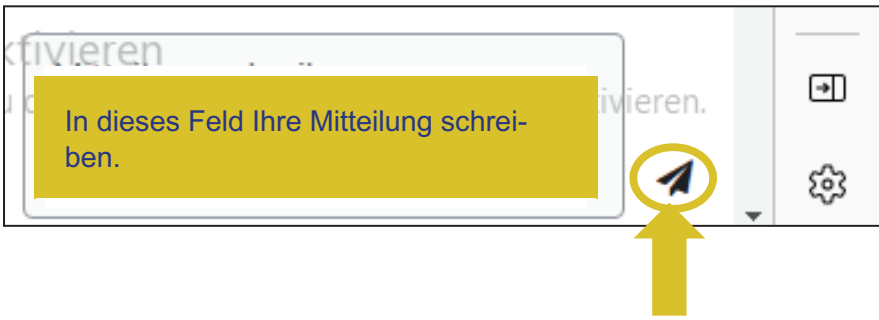 ktivieren
ivieren.
In dieses Feld Ihre Mitteilung schrei-
ben.